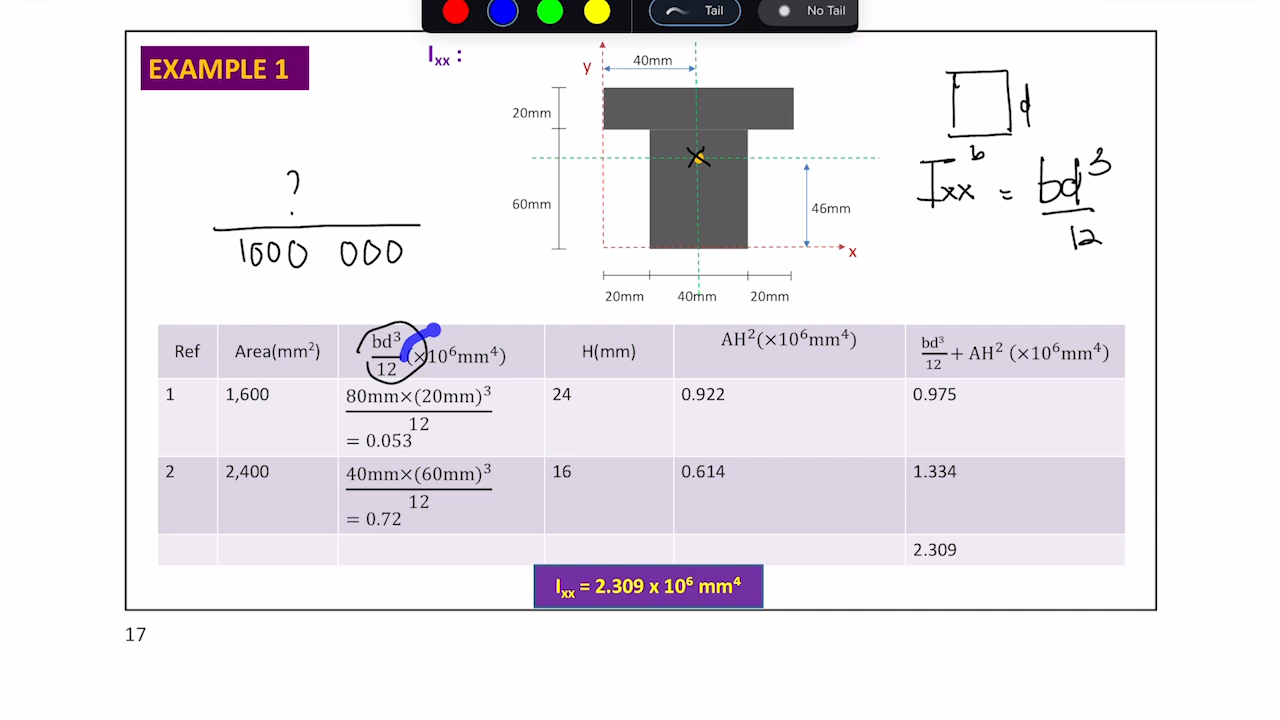 Tail
No Tail
EXAMPLE 1
Ixx :
y
40mm
20mm
60mm
46mm
x
20mm 40mm 20mm
?
1000 000
d
b
Ixx = bd³
12
Ref Area(mm²) bd³/12 (×10⁶mm⁴) H(mm) AH²(×10⁶mm⁴) bd³/12 + AH² (×10⁶mm⁴)
1 1,600 80mm×(20mm)³ 24 0.922 0.975
12
= 0.053
2 2,400 40mm×(60mm)³ 16 0.614 1.334
12
= 0.72
2.309
Ixx = 2.309 x 10⁶ mm⁴
17